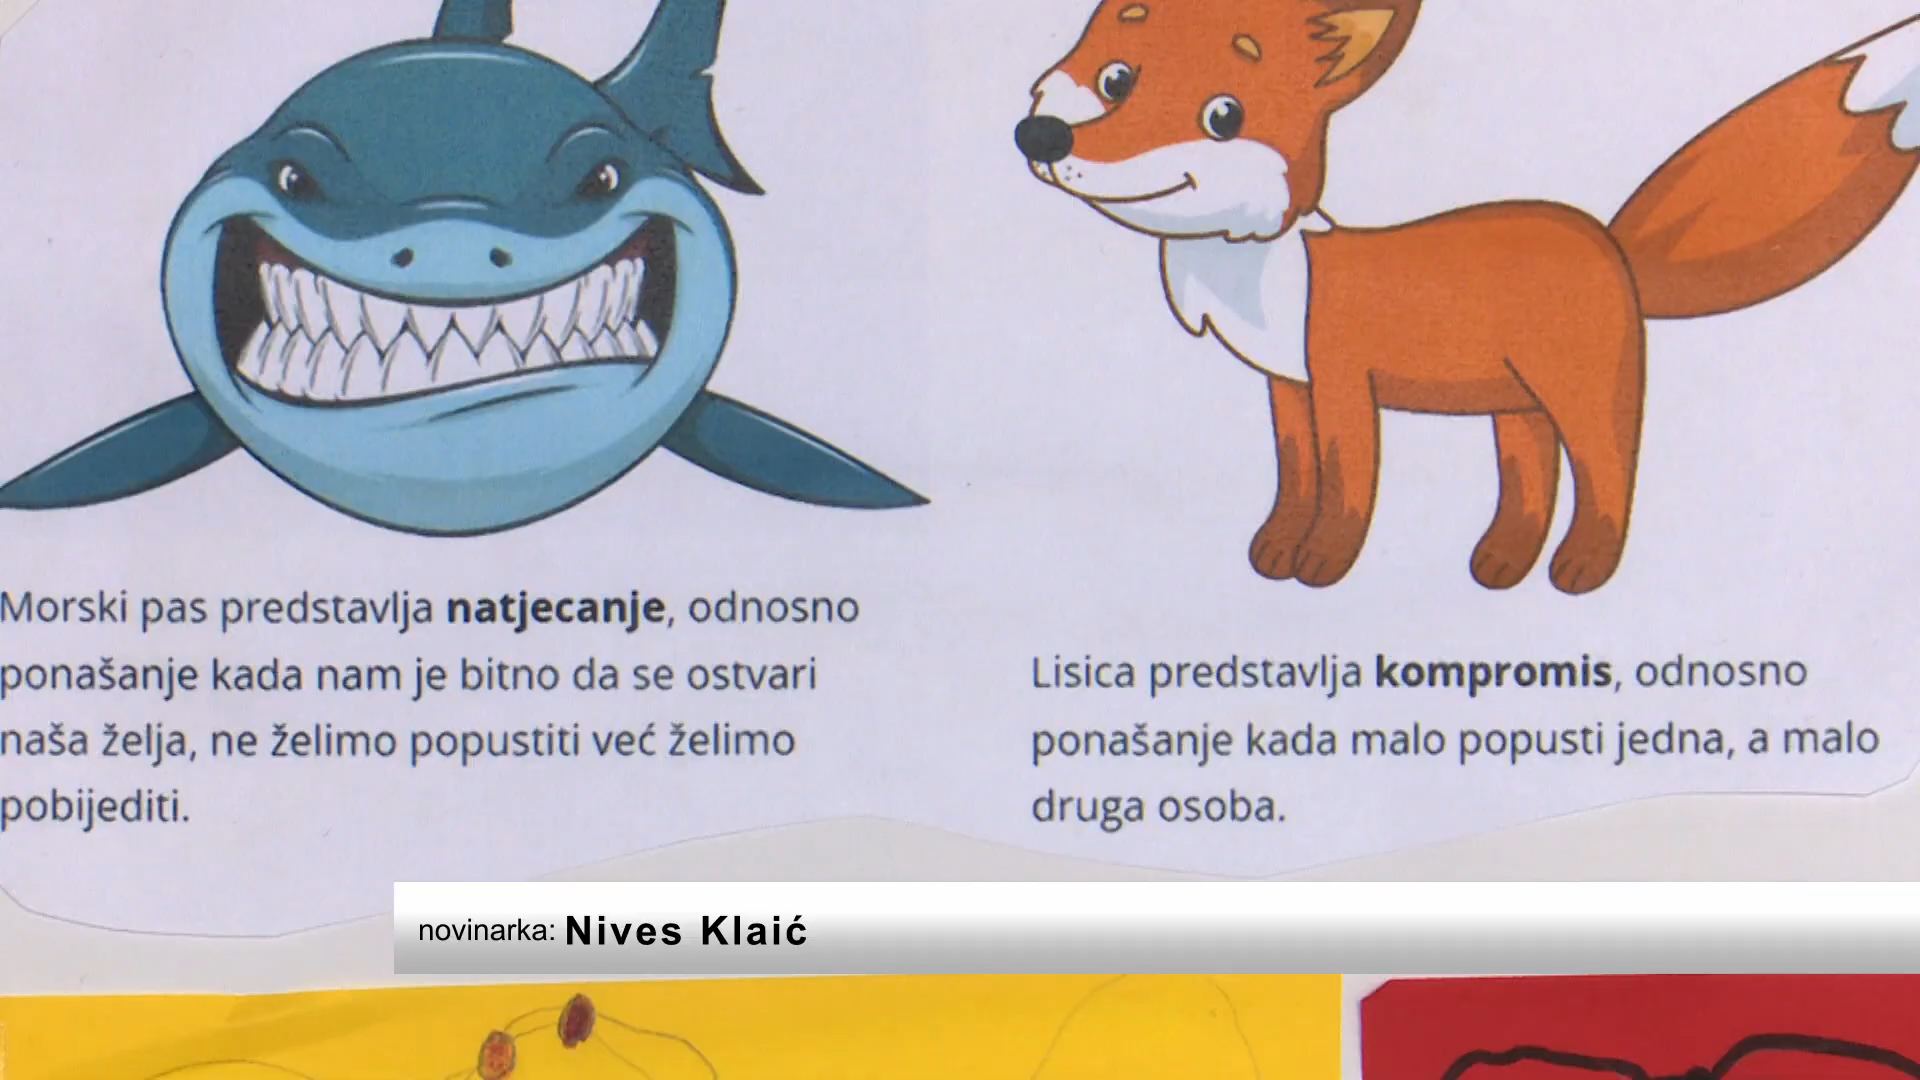 Morski pas predstavlja natjecanje, odnosno
ponašanje kada nam je bitno da se ostvari
naša želja, ne želimo popustiti već želimo
pobijediti.
Lisica predstavlja kompromis, odnosno
ponašanje kada malo popusti jedna, a malo
druga osoba.
novinarka: Nives Klaić